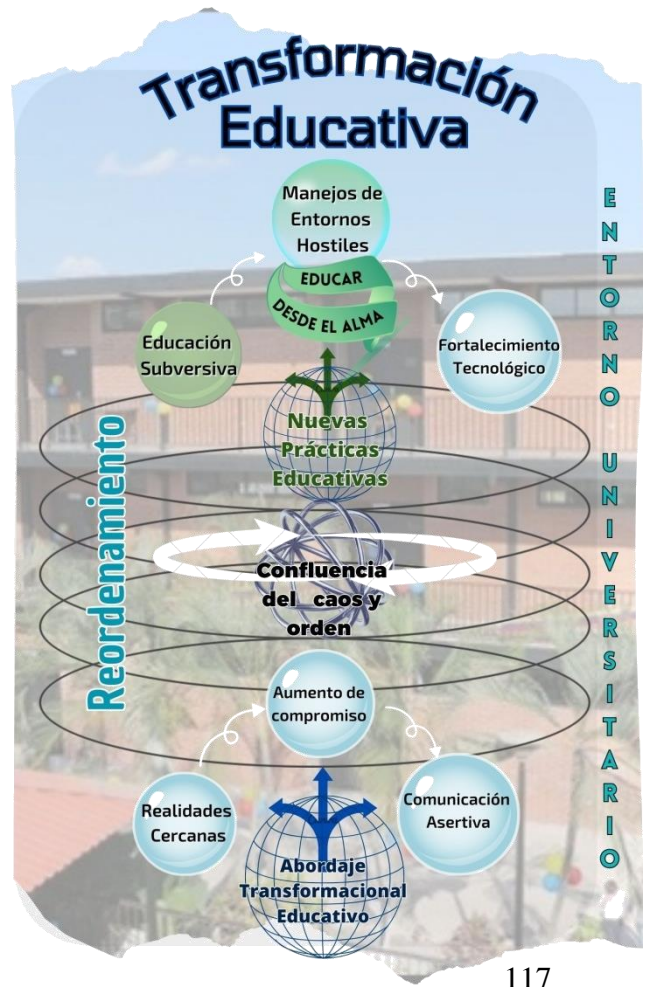 Transformación
Educativa
Manejos de
Entornos
Hostiles
EDUCAR
DESDE EL ALMA
Educación
Subversiva
Fortalecimiento
Tecnológico
Nuevas
Prácticas
Educativas
Reordenamiento
ENTORNO UNIVERSITARIO
Confluencia
del caos y
orden
Aumento de
compromiso
Realidades
Cercanas
Comunicación
Asertiva
Abordaje
Transformacional
Educativo
117